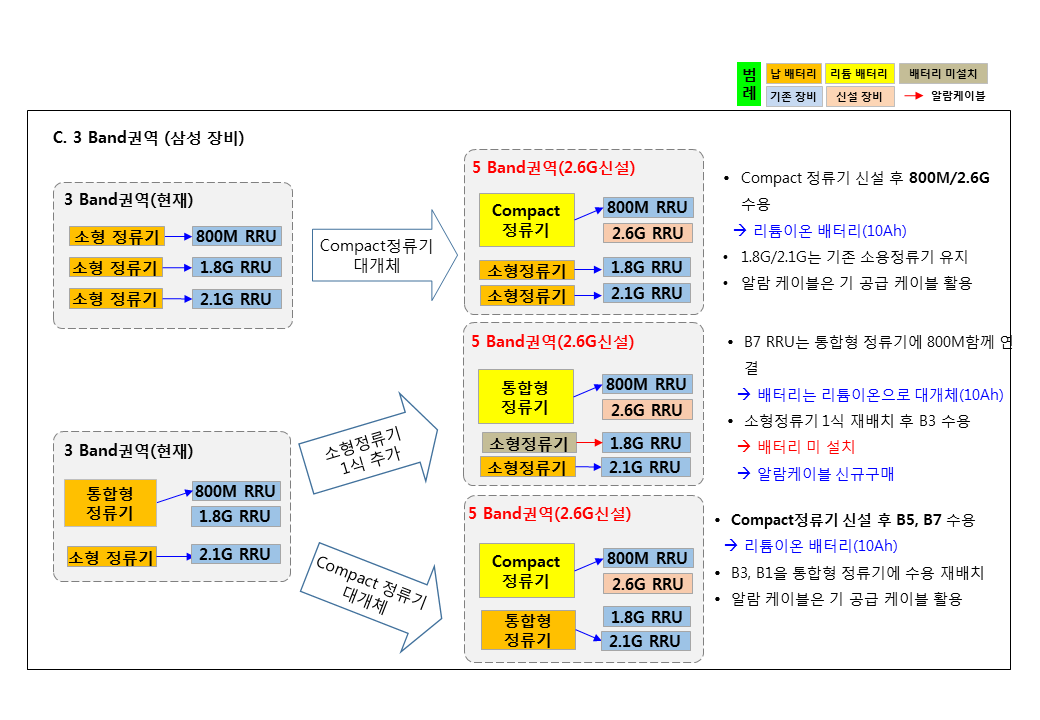 범례
납 배터리
리튬 배터리
배터리 미설치
기존 장비
신설 장비
알람케이블
C. 3 Band권역 (삼성 장비)
3 Band권역(현재)
소형 정류기
800M RRU
소형 정류기
1.8G RRU
소형 정류기
2.1G RRU
Compact정류기
대개체
5 Band권역(2.6G신설)
Compact
정류기
800M RRU
2.6G RRU
소형정류기
1.8G RRU
소형정류기
2.1G RRU
• Compact 정류기 신설 후 800M/2.6G
수용
→ 리튬이온 배터리(10Ah)
• 1.8G/2.1G는 기존 소용정류기 유지
• 알람 케이블은 기 공급 케이블 활용
3 Band권역(현재)
통합형
정류기
800M RRU
1.8G RRU
소형 정류기
2.1G RRU
소형정류기
1식 추가
5 Band권역(2.6G신설)
통합형
정류기
800M RRU
2.6G RRU
소형정류기
1.8G RRU
소형정류기
2.1G RRU
• B7 RRU는 통합형 정류기에 800M함께 연
결
→ 배터리는 리튬이온으로 대개체(10Ah)
• 소형정류기 1식 재배치 후 B3 수용
→ 배터리 미 설치
→ 알람케이블 신규구매
Compact 정류기
대개체
5 Band권역(2.6G신설)
Compact
정류기
800M RRU
2.6G RRU
통합형
정류기
1.8G RRU
2.1G RRU
• Compact정류기 신설 후 B5, B7 수용
→ 리튬이온 배터리(10Ah)
• B3, B1을 통합형 정류기에 수용 재배치
• 알람 케이블은 기 공급 케이블 활용